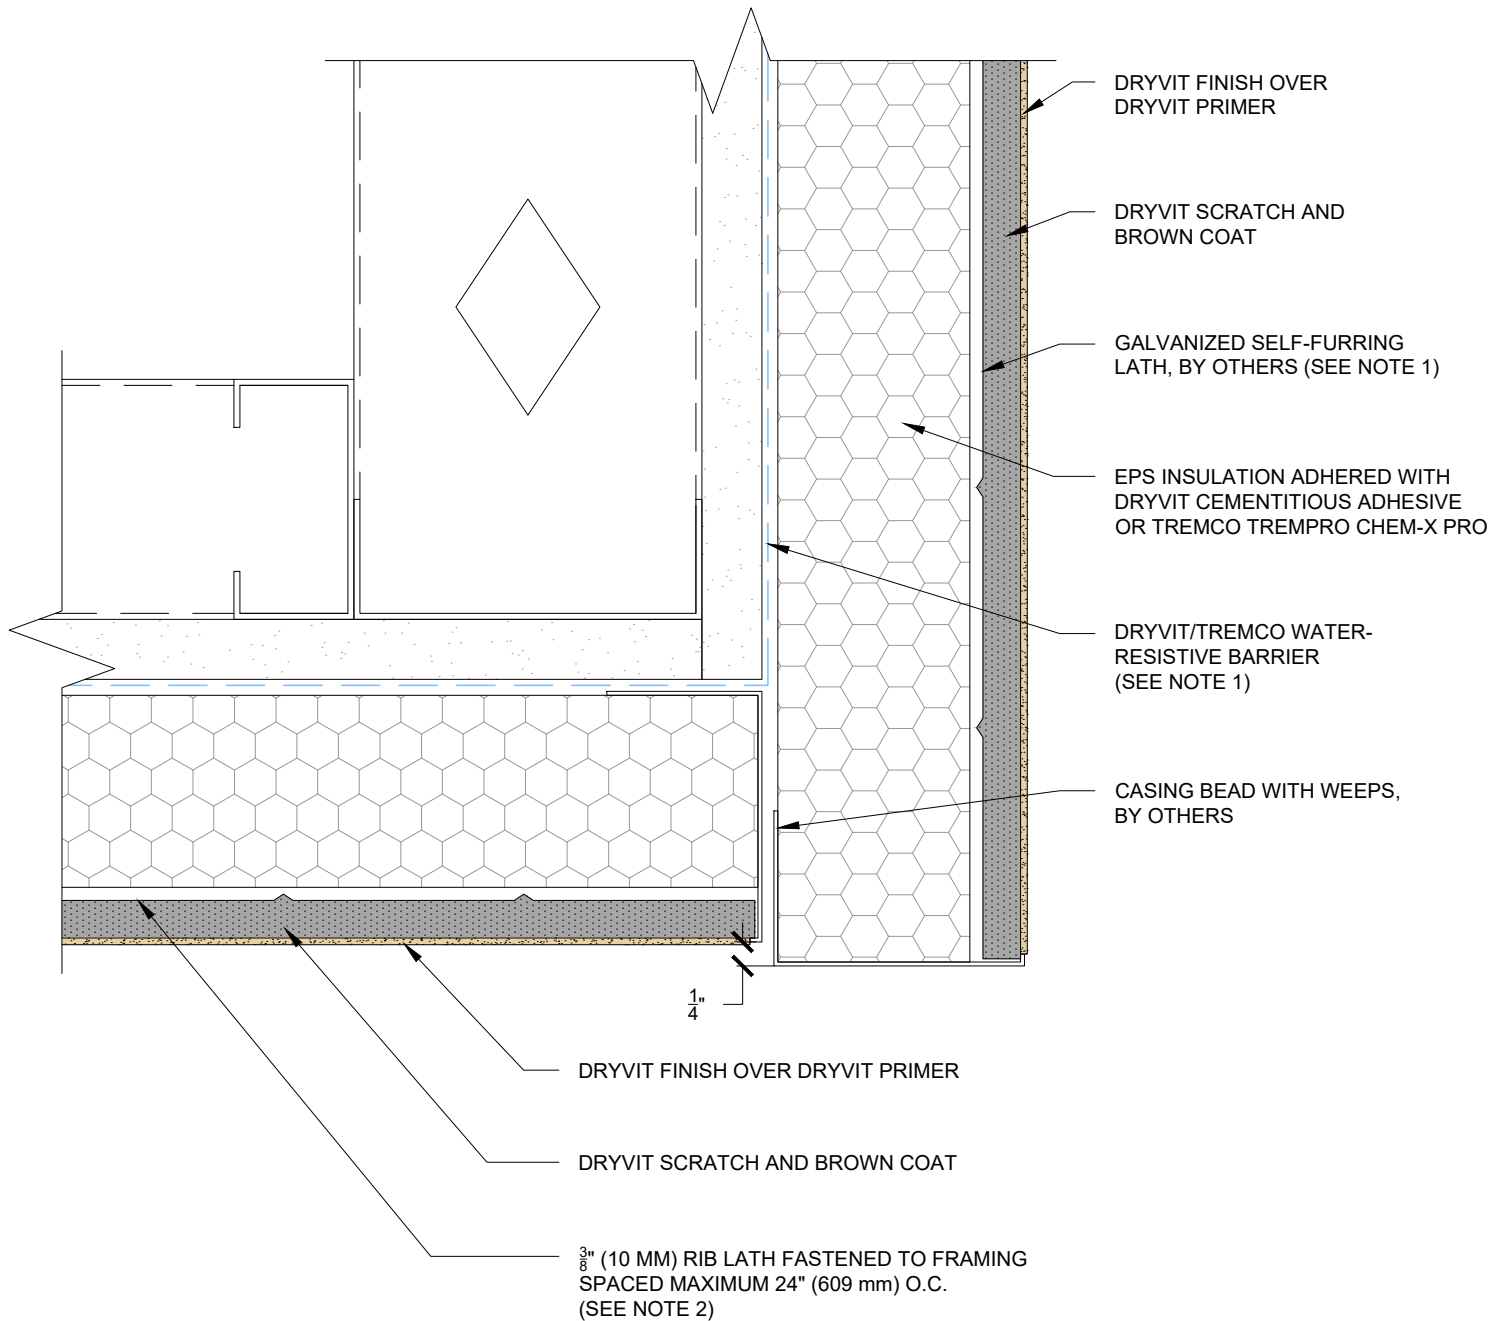 DRYVIT FINISH OVER
DRYVIT PRIMER
DRYVIT SCRATCH AND
BROWN COAT
GALVANIZED SELF-FURRING
LATH, BY OTHERS (SEE NOTE 1)
EPS INSULATION ADHERED WITH
DRYVIT CEMENTITIOUS ADHESIVE
OR TREMCO TREMPRO CHEM-X PRO
DRYVIT/TREMCO WATER-
RESISTIVE BARRIER
(SEE NOTE 1)
CASING BEAD WITH WEEPS,
BY OTHERS
1/4"
DRYVIT FINISH OVER DRYVIT PRIMER
DRYVIT SCRATCH AND BROWN COAT
3/8" (10 MM) RIB LATH FASTENED TO FRAMING
SPACED MAXIMUM 24" (609 mm) O.C.
(SEE NOTE 2)